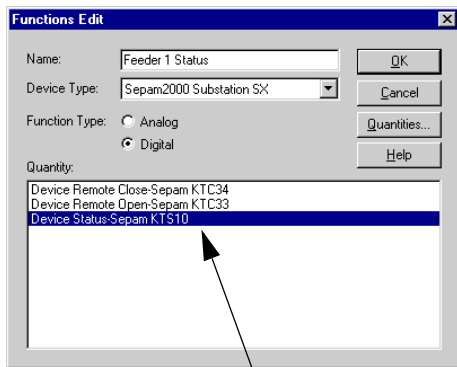 Functions Edit
Name: Feeder 1 Status OK
Device Type: Sepam2000 Substation SX Cancel
Function Type: Analog Quantities...
Digital Help
Quantity:
Device Remote Close-Sepam KTC34
Device Remote Open-Sepam KTC33
Device Status-Sepam KTS10